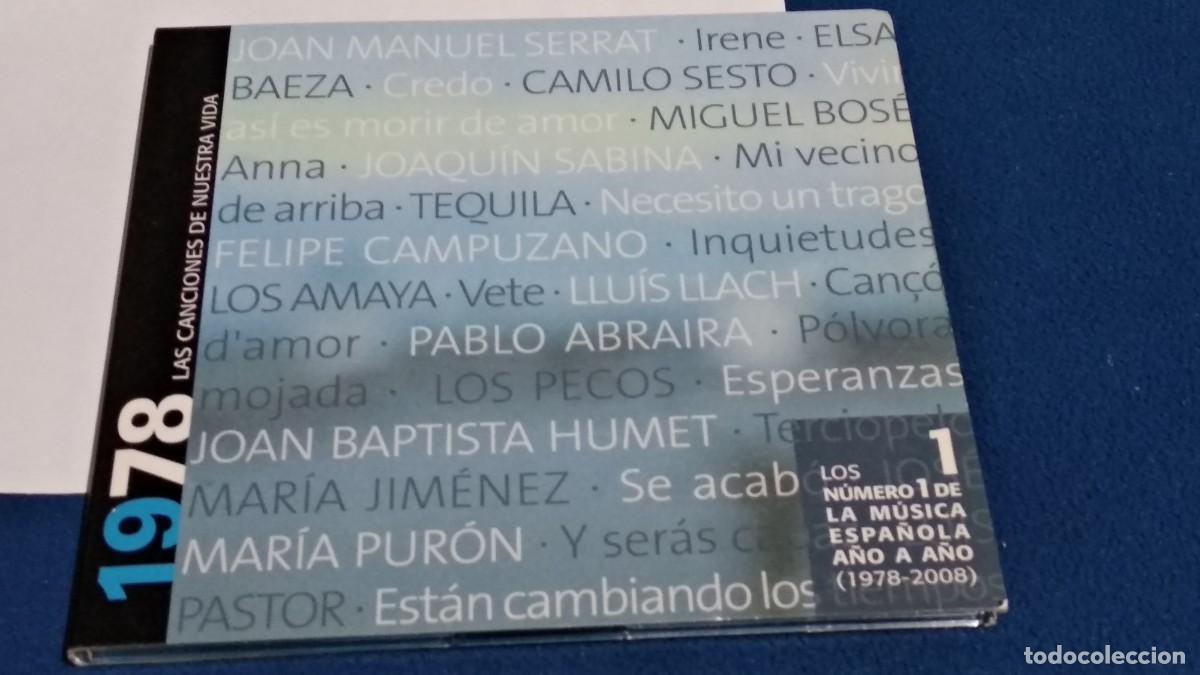 1978 LAS CANCIONES DE NUESTRA VIDA
JOAN MANUEL SERRAT · Irene · ELSA
BAEZA · Credo · CAMILO SESTO · Vivir
así es morir de amor · MIGUEL BOSÉ
Anna · JOAQUÍN SABINA · Mi vecino
de arriba · TEQUILA · Necesito un trago
FELIPE CAMPUZANO · Inquietudes
LOS AMAYA · Vete · LLUÍS LLACH · Cançó
d'amor · PABLO ABRAIRA · Pólvora
mojada · LOS PECOS · Esperanzas
JOAN BAPTISTA HUMET · Terciopelo
MARÍA JIMÉNEZ · Se acabó · JOSÉ
MARÍA PURÓN · Y serás
PASTOR · Están cambiando los tiempos
1
LOS
NÚMERO 1 DE
LA MÚSICA
ESPAÑOLA
AÑO A AÑO
(1978-2008)
todocoleccion